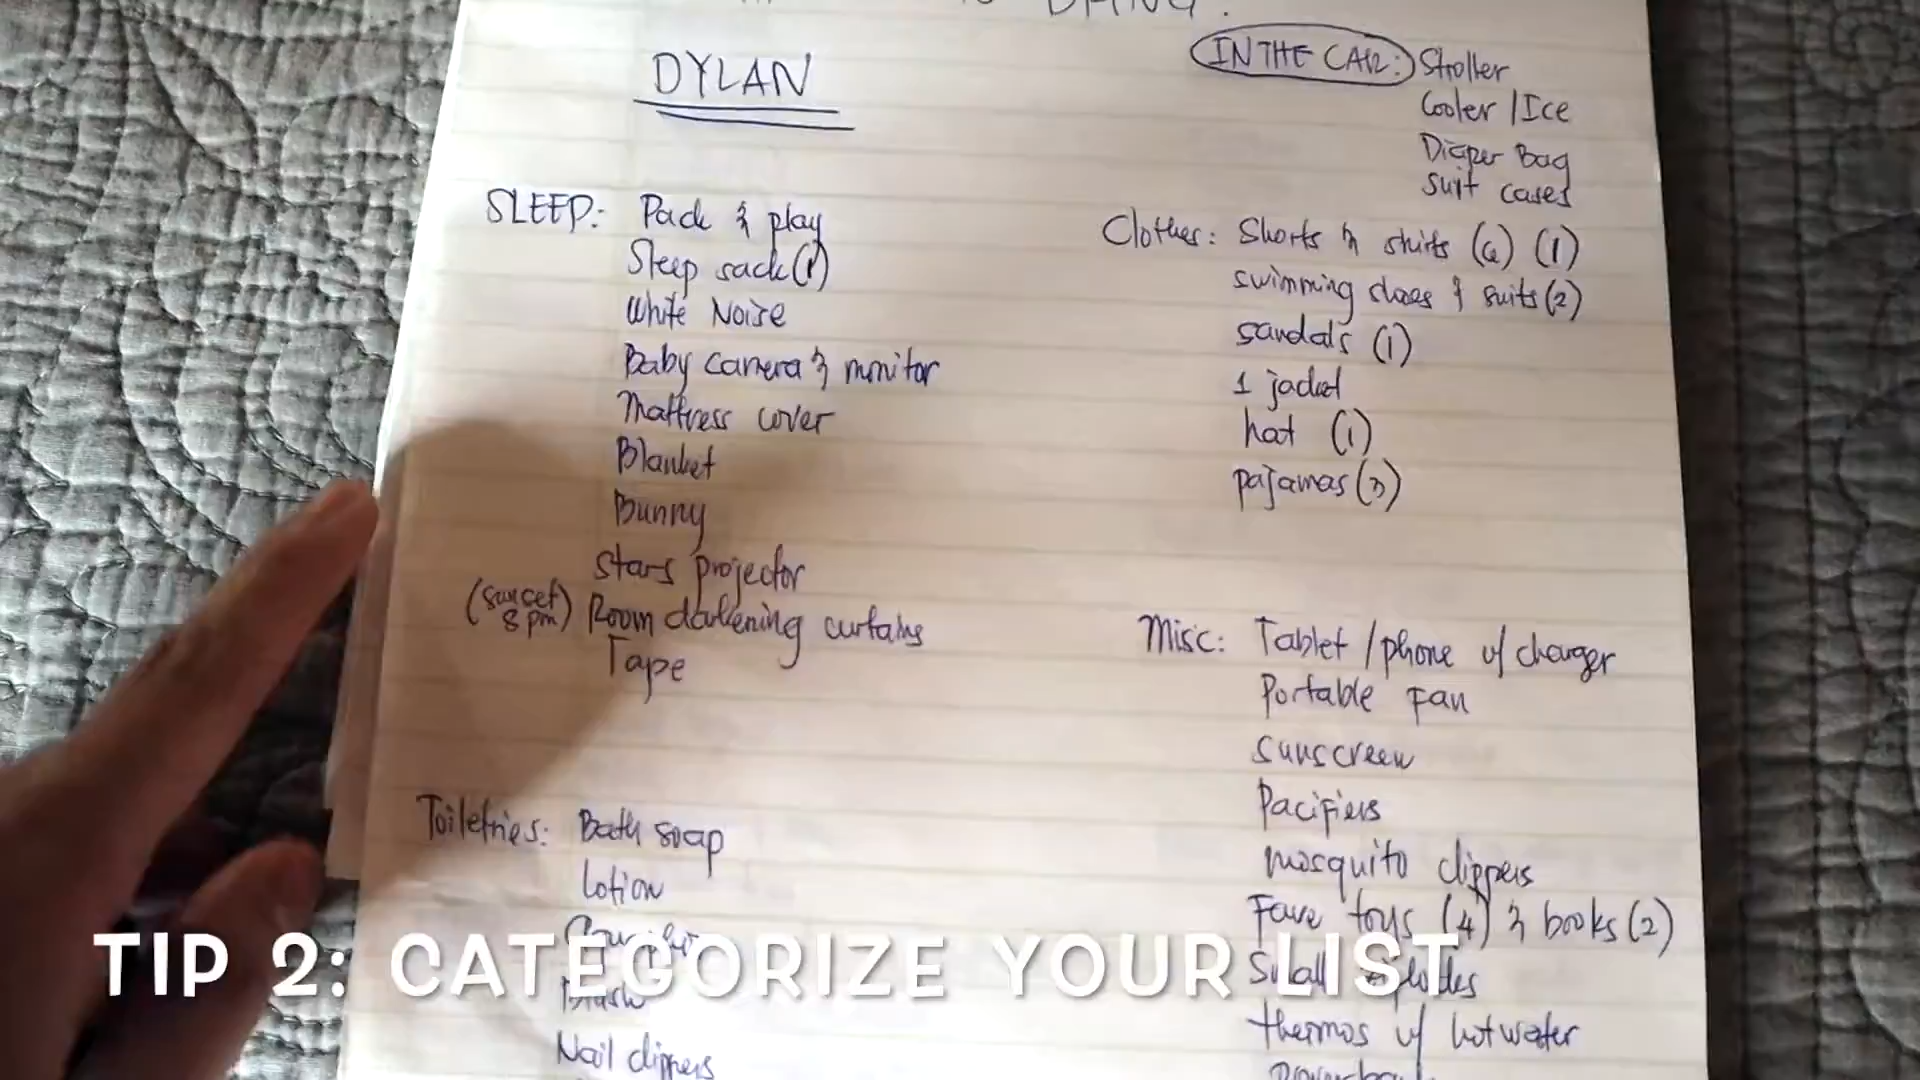 DYLAN
IN THE CAR: Stroller
Cooler / Ice
Diaper Bag
suit cases
SLEEP: Pack & play
Sleep sack (1)
White Noise
Baby camera & monitor
Mattress cover
Blanket
Bunny
Stars projector
(sunset 8pm) Room darkening curtains
Tape
Clothes: Shorts & shirts (1)
swimming shoes & suits (2)
sandals (1)
1 jacket
hat (1)
pajamas (3)
Toiletries: Bath soap
Lotion
Brush
Nail clippers
Misc: Tablet / phone w/ charger
Portable Fan
sunscreen
Pacifiers
mosquito clippers
Fave toys (4) & books (2)
Small
thermos w/ hot water
TIP 2: CATEGORIZE YOUR LIST